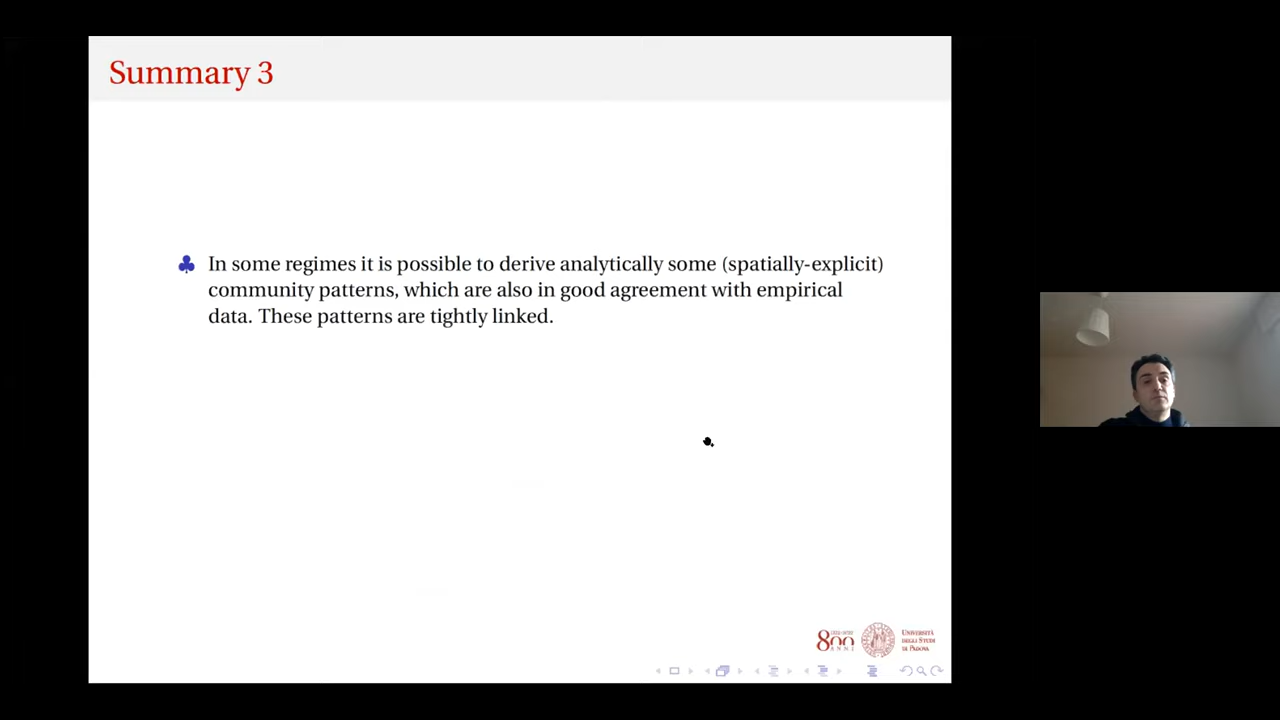 Summary 3
♣ In some regimes it is possible to derive analytically some (spatially-explicit)
community patterns, which are also in good agreement with empirical
data. These patterns are tightly linked.
800
ANNI
UNIVERSITÀ
DEGLI STUDI
DI PADOVA